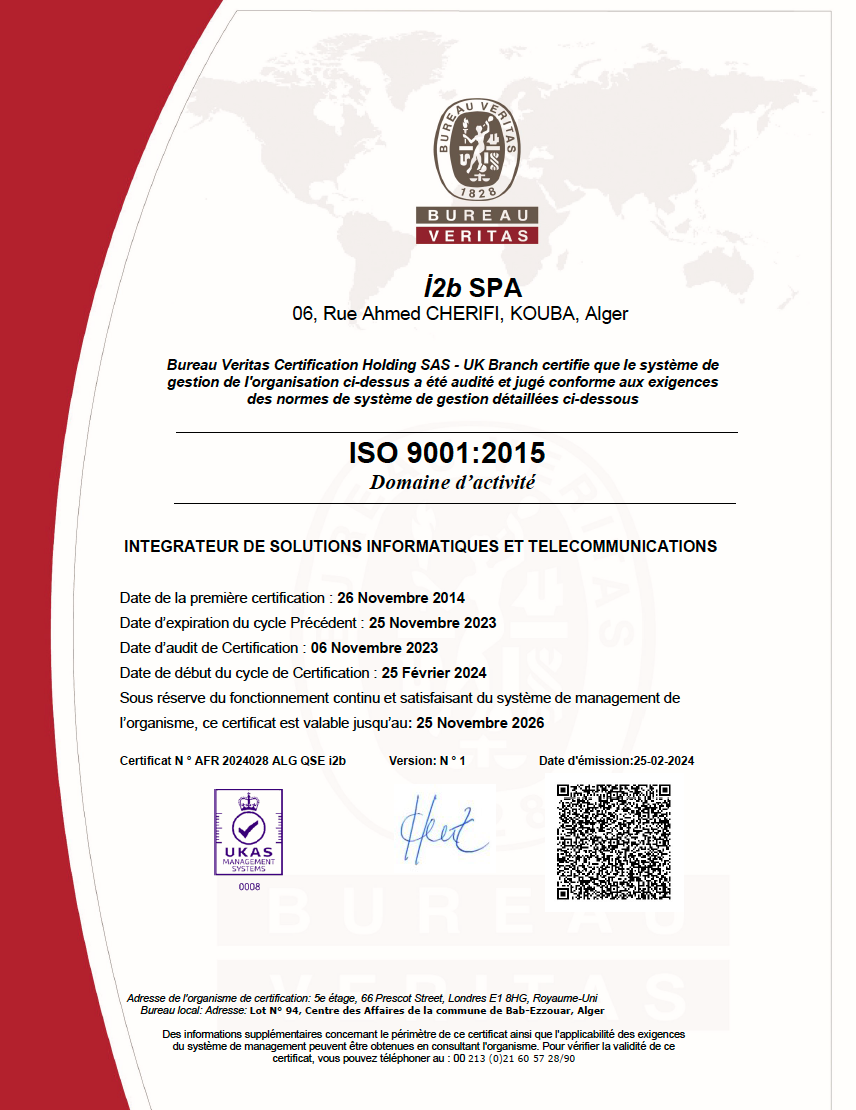 BUREAU VERITAS
1828
BUREAU
VERITAS
i2b SPA
06, Rue Ahmed CHERIFI, KOUBA, Alger
Bureau Veritas Certification Holding SAS - UK Branch certifie que le système de
gestion de l'organisation ci-dessus a été audité et jugé conforme aux exigences
des normes de système de gestion détaillées ci-dessous
ISO 9001:2015
Domaine d’activité
INTEGRATEUR DE SOLUTIONS INFORMATIQUES ET TELECOMMUNICATIONS
Date de la première certification : 26 Novembre 2014
Date d’expiration du cycle Précédent : 25 Novembre 2023
Date d’audit de Certification : 06 Novembre 2023
Date de début du cycle de Certification : 25 Février 2024
Sous réserve du fonctionnement continu et satisfaisant du système de management de
l’organisme, ce certificat est valable jusqu’au: 25 Novembre 2026
Certificat N ° AFR 2024028 ALG QSE i2b Version: N ° 1 Date d'émission:25-02-2024
UKAS
MANAGEMENT
SYSTEMS
0008
BUREAU
VERITAS
Adresse de l'organisme de certification: 5e étage, 66 Prescot Street, Londres E1 8HG, Royaume-Uni
Bureau local: Adresse: Lot N° 94, Centre des Affaires de la commune de Bab-Ezzouar, Alger
Des informations supplémentaires concernant le périmètre de ce certificat ainsi que l'applicabilité des exigences
du système de management peuvent être obtenues en consultant l'organisme. Pour vérifier la validité de ce
certificat, vous pouvez téléphoner au : 00 213 (0)21 60 57 28/90